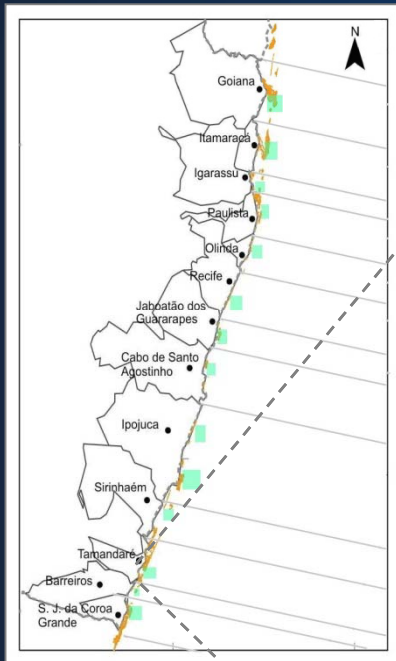 N
Goiana
Itamaracá
Igarassu
Paulista
Olinda
Recife
Jaboatão dos
Guararapes
Cabo de Santo
Agostinho
Ipojuca
Sirinhaém
Tamandaré
Barreiros
S. J. da Coroa
Grande